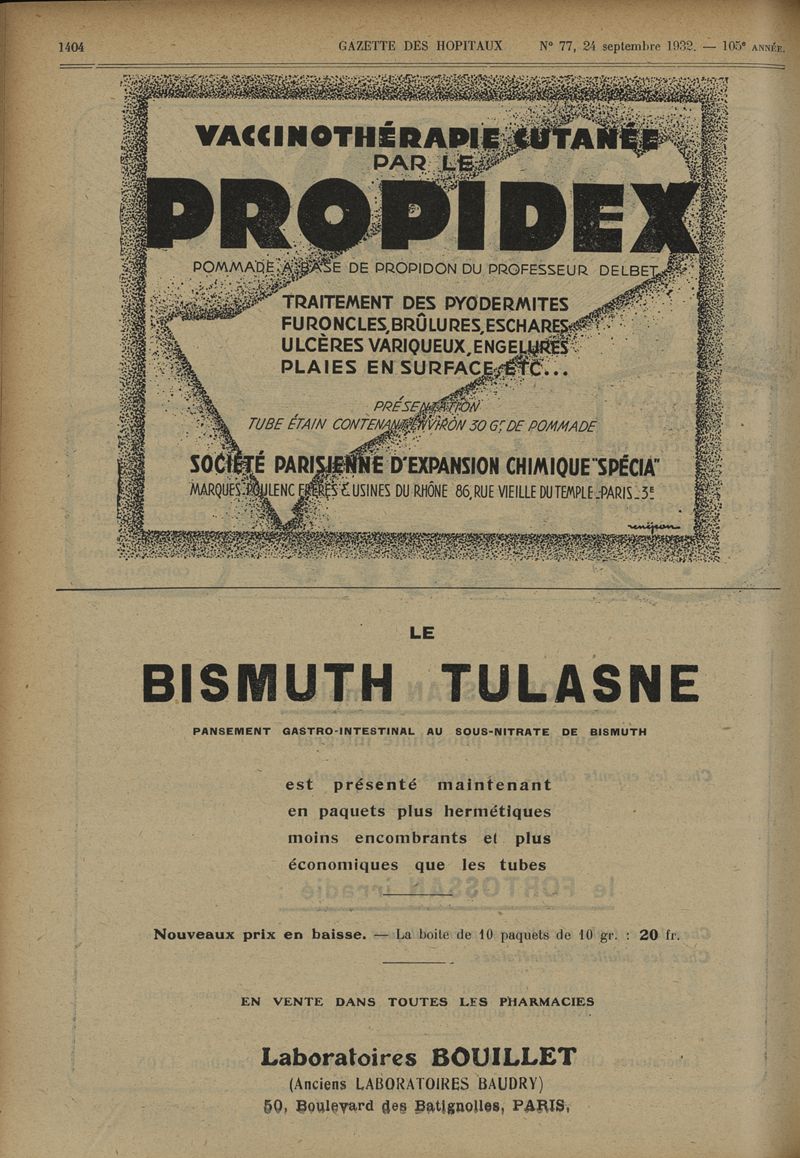 1404 GAZETTE DES HOPITAUX N° 77, 24 septembre 1932. — 105e ANNÉE.
VACCINOTHÉRAPIE CUTANÉE
PAR LE
PROPIDEX
POMMADE A BASE DE PROPIDON DU PROFESSEUR DELBET
TRAITEMENT DES PYODERMITES
FURONCLES, BRÛLURES, ESCHARES
ULCÈRES VARIQUEUX, ENGELURES
PLAIES EN SURFACE, ETC...
PRÉSENTATION
TUBE ÉTAIN CONTENANT ENVIRON 30 Gr. DE POMMADE
SOCIÉTÉ PARISIENNE D'EXPANSION CHIMIQUE "SPÉCIA"
MARQUES POULENC FRÈRES & USINES DU RHÔNE 86, RUE VIEILLE DU TEMPLE - PARIS - 3E
renéjean
LE
BISMUTH TULASNE
PANSEMENT GASTRO-INTESTINAL AU SOUS-NITRATE DE BISMUTH
est présenté maintenant
en paquets plus hermétiques
moins encombrants et plus
économiques que les tubes
Nouveaux prix en baisse. — La boite de 10 paquets de 10 gr. : 20 fr.
EN VENTE DANS TOUTES LES PHARMACIES
Laboratoires BOUILLET
(Anciens LABORATOIRES BAUDRY)
50, Boulevard des Batignolles, PARIS.